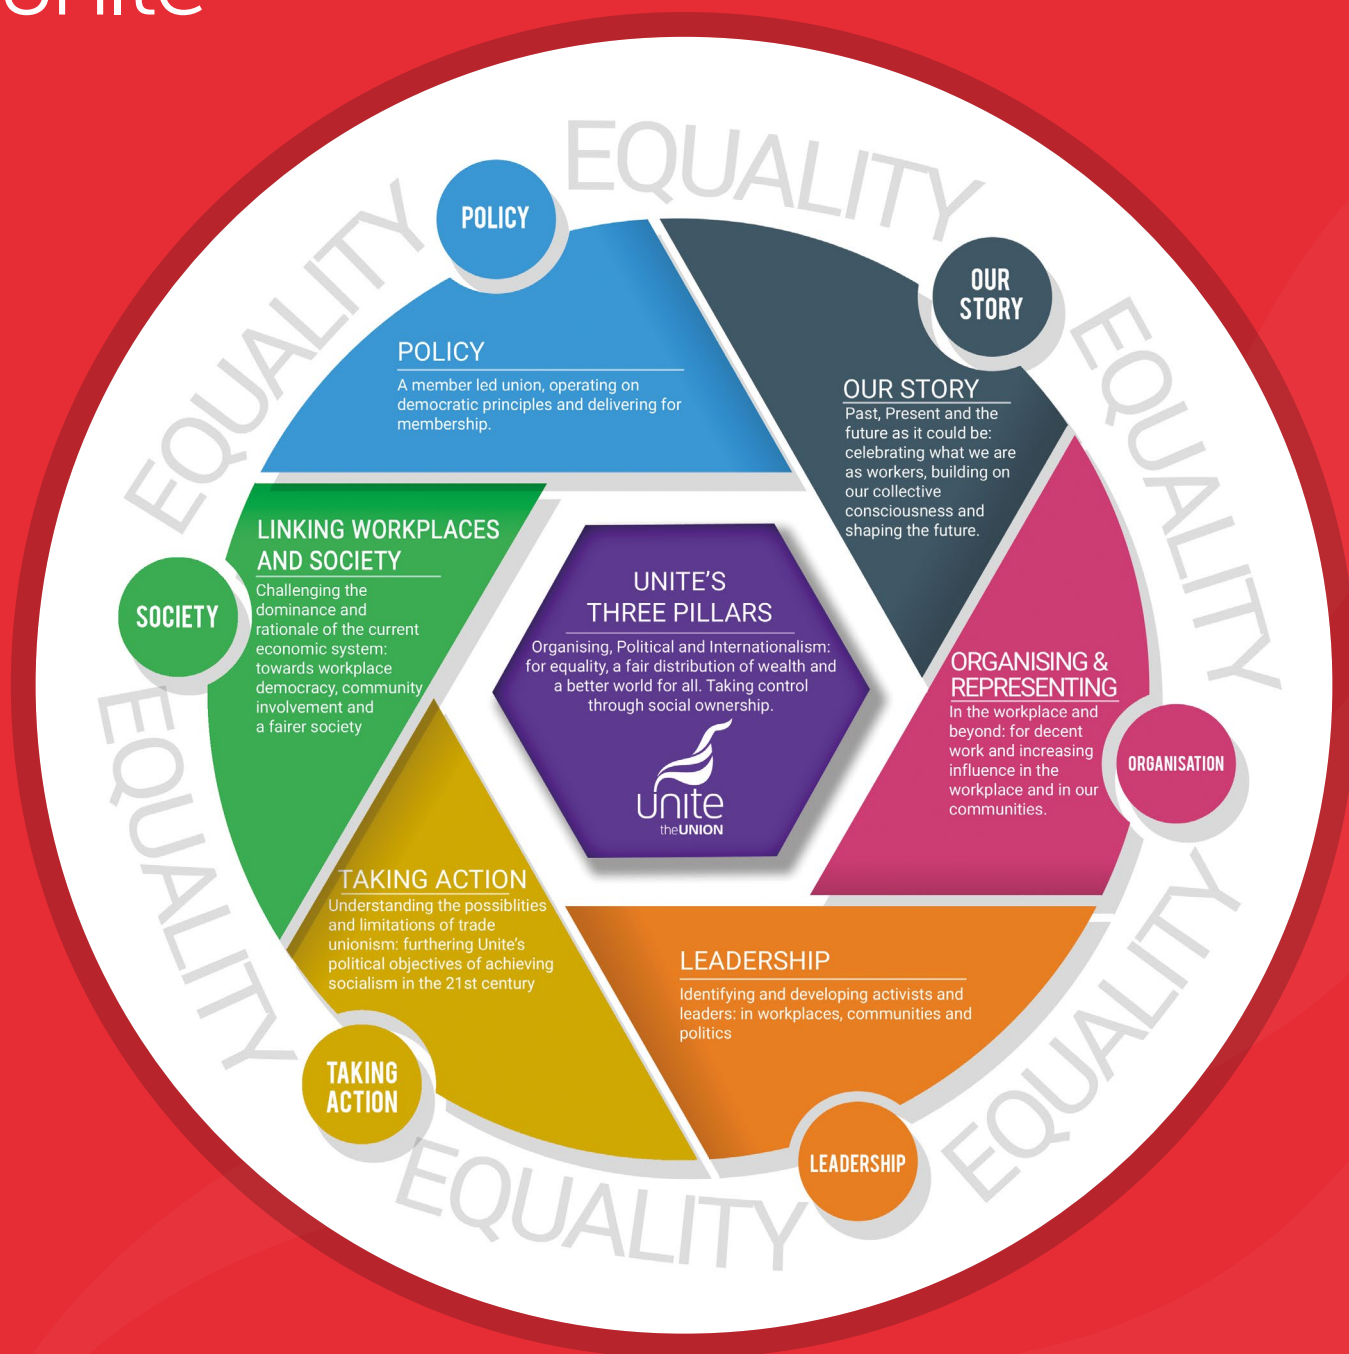 unite
EQUALITY
EQUALITY
EQUALITY
EQUALITY
EQUALITY
EQUALITY
POLICY
POLICY
A member led union, operating on
democratic principles and delivering for
membership.
OUR
STORY
OUR STORY
Past, Present and the
future as it could be:
celebrating what we are
as workers, building on
our collective
consciousness and
shaping the future.
SOCIETY
LINKING WORKPLACES
AND SOCIETY
Challenging the
dominance and
rationale of the current
economic system:
towards workplace
democracy, community
involvement and
a fairer society
UNITE'S
THREE PILLARS
Organising, Political and Internationalism:
for equality, a fair distribution of wealth and
a better world for all. Taking control
through social ownership.
unite
theUNION
ORGANISING &
REPRESENTING
In the workplace and
beyond: for decent
work and increasing
influence in the
workplace and in our
communities.
ORGANISATION
TAKING ACTION
Understanding the possiblities
and limitations of trade
unionism: furthering Unite's
political objectives of achieving
socialism in the 21st century
TAKING
ACTION
LEADERSHIP
Identifying and developing activists and
leaders: in workplaces, communities and
politics
LEADERSHIP